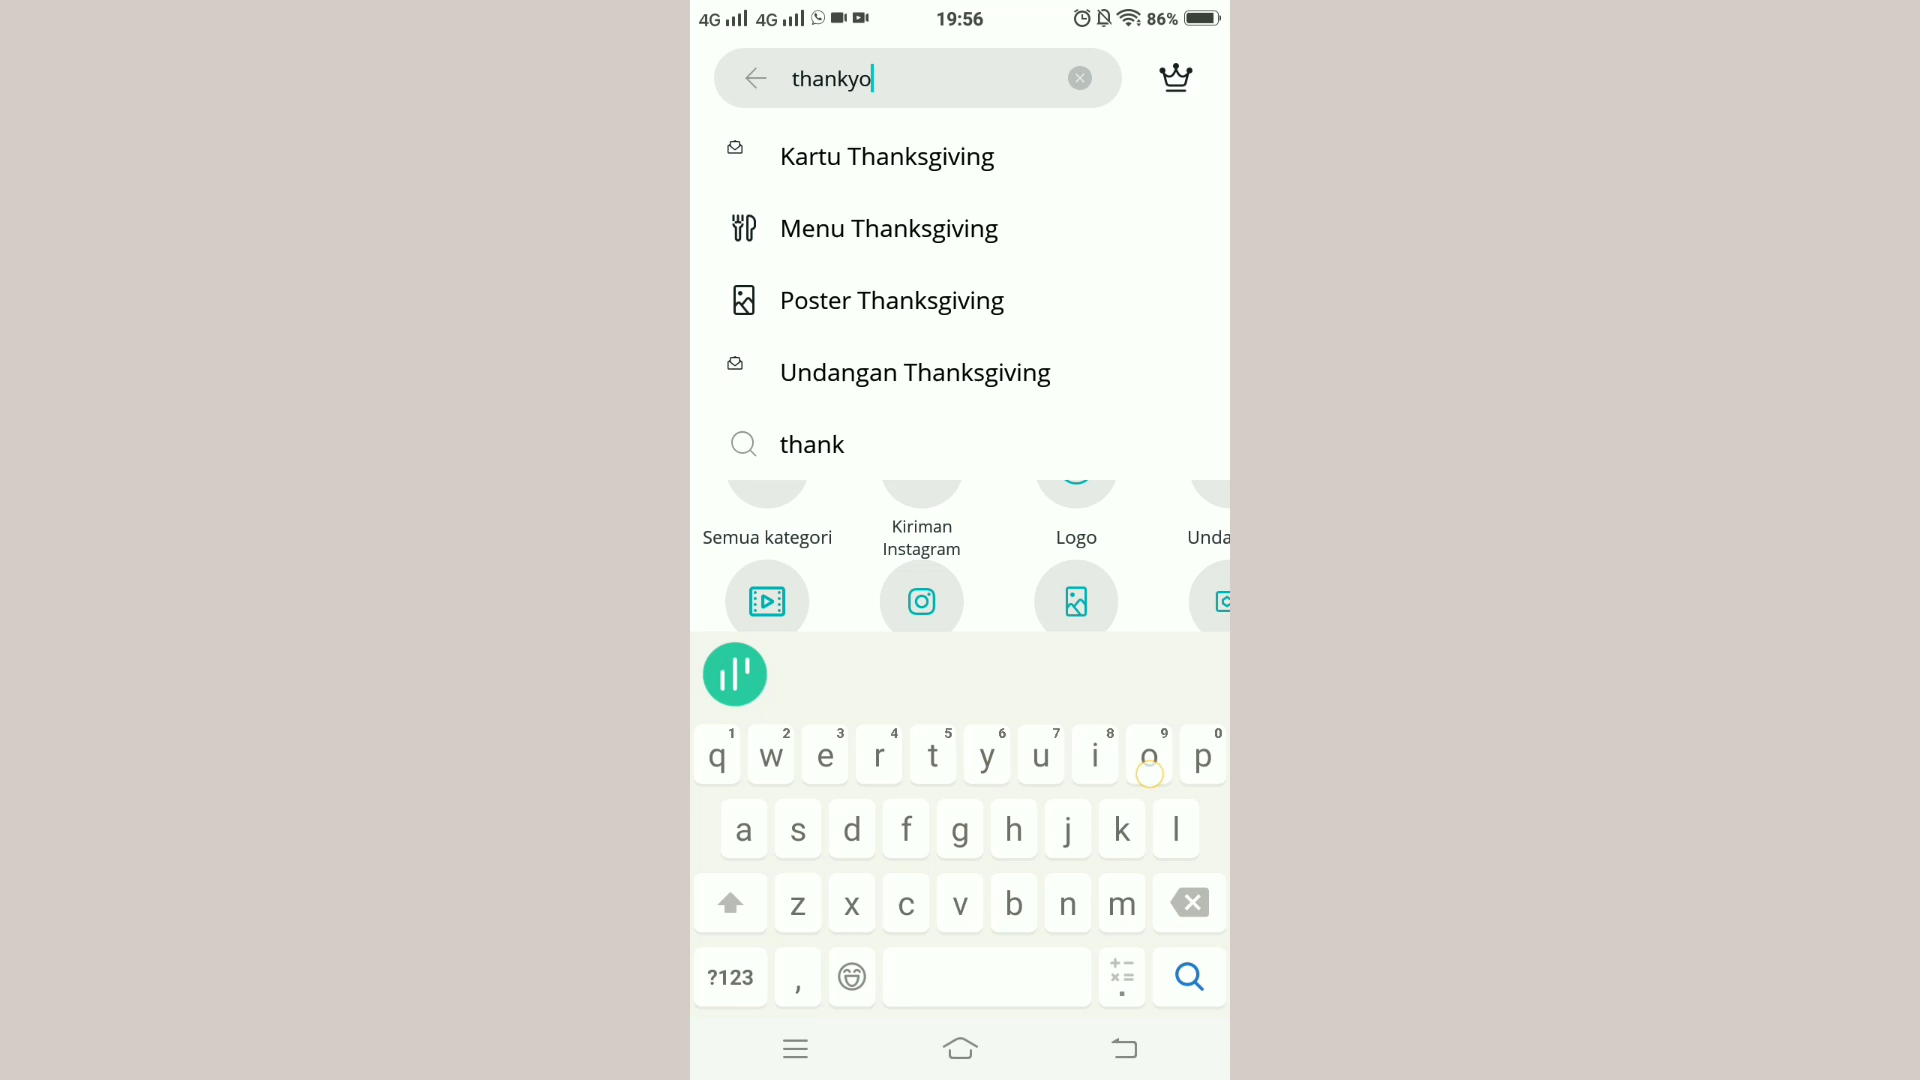 4G 4G 19:56 86%
thankyo
Kartu Thanksgiving
Menu Thanksgiving
Poster Thanksgiving
Undangan Thanksgiving
thank
Semua kategori
Kiriman
Instagram
Logo
Unda
1 2 3 4 5 6 7 8 9 0
q w e r t y u i o p
a s d f g h j k l
z x c v b n m
?123 , + - × = .